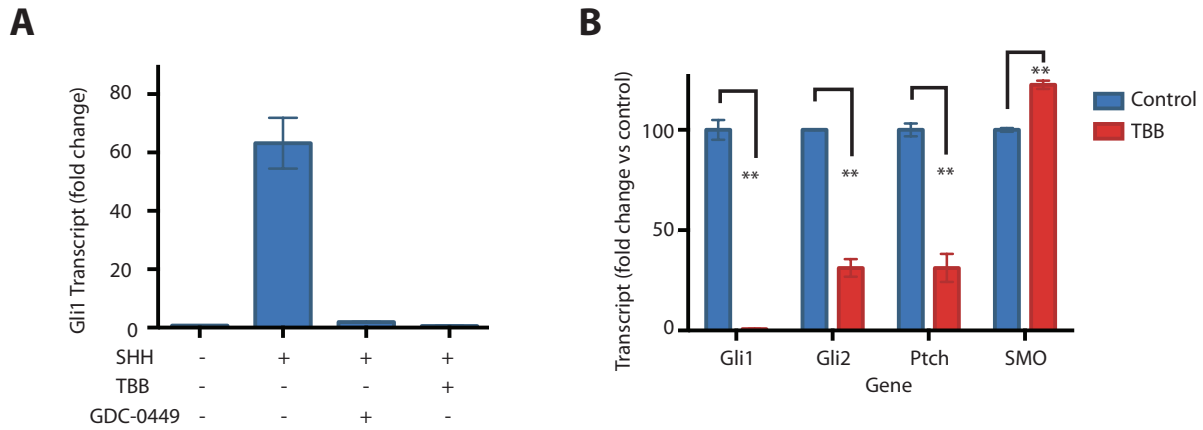 A
Gli1 Transcript (fold change)
80
60
40
20
0
SHH - + + +
TBB - - - +
GDC-0449 - - + -
B
Transcript (fold change vs control)
100
50
0
**
**
**
**
Gli1 Gli2 Ptch SMO
Gene
Control
TBB